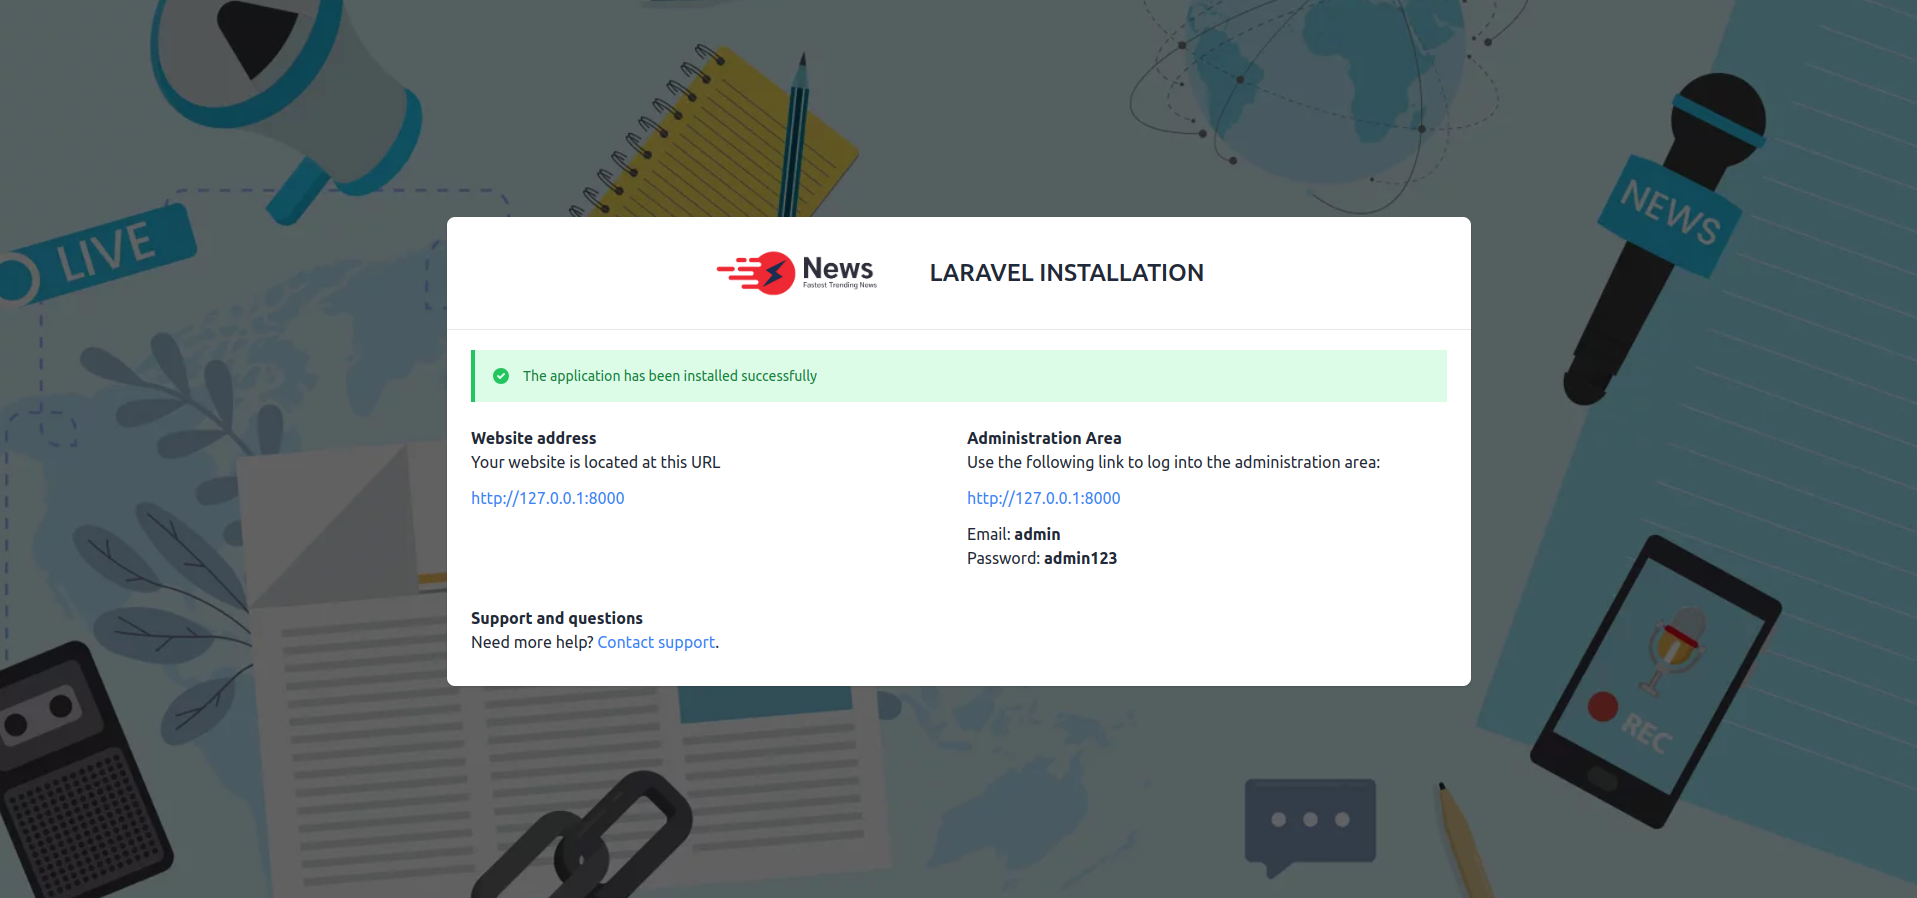 LIVE
NEWS
News
Fastest Trending News
LARAVEL INSTALLATION
The application has been installed successfully
Website address
Your website is located at this URL
http://127.0.0.1:8000
Administration Area
Use the following link to log into the administration area:
http://127.0.0.1:8000
Email: admin
Password: admin123
Support and questions
Need more help? Contact support.
REC